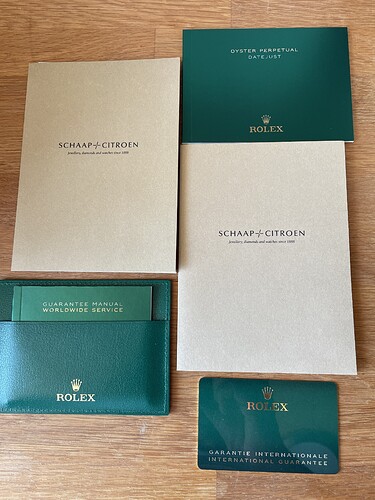 OYSTER PERPETUAL
DATEJUST
ROLEX
SCHAAP+CITROEN
Jewellery, diamonds and watches since 1888
SCHAAP+CITROEN
Jewellery, diamonds and watches since 1888
GUARANTEE MANUAL
WORLDWIDE SERVICE
ROLEX
ROLEX
GARANTIE INTERNATIONALE
INTERNATIONAL GUARANTEE